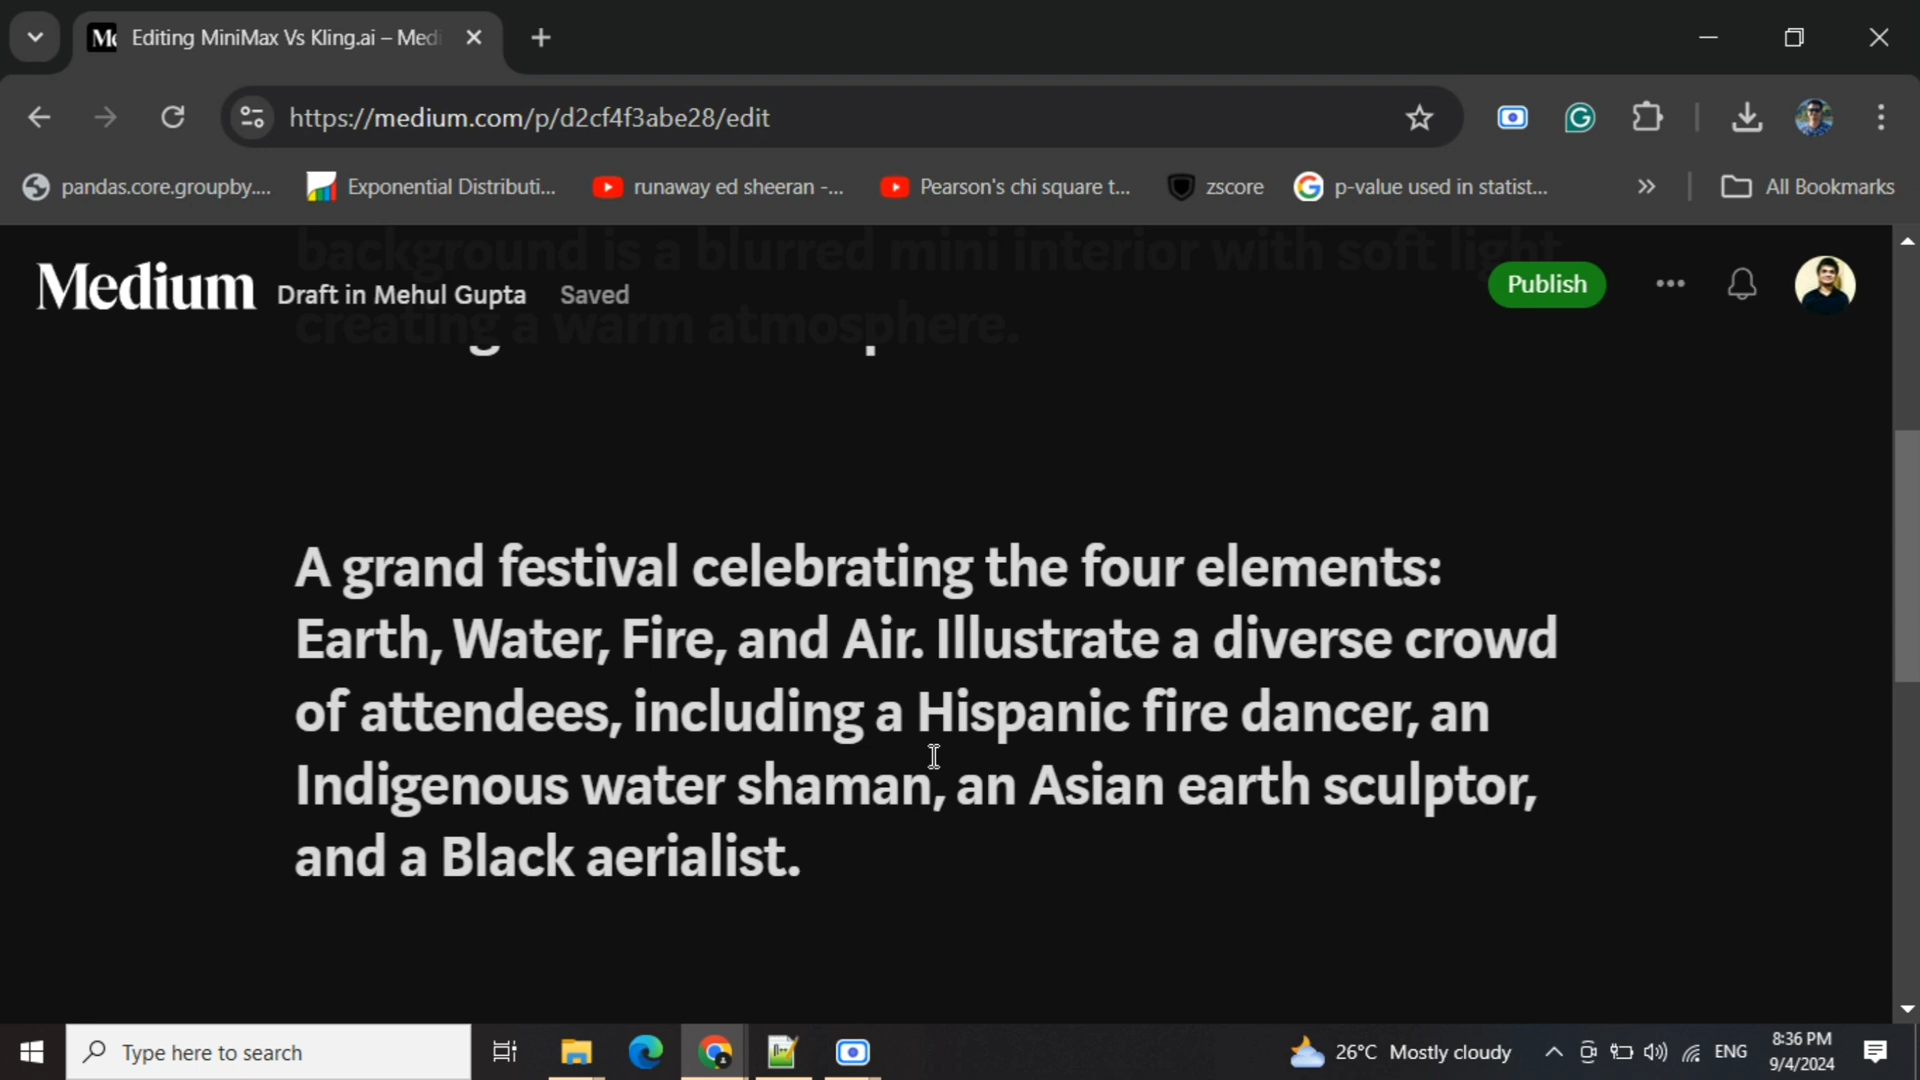 Editing MiniMax Vs Kling.ai – Medi
https://medium.com/p/d2cf4f3abe28/edit
pandas.core.groupby....
Exponential Distributi...
runaway ed sheeran -...
Pearson's chi square t...
zscore
p-value used in statist...
All Bookmarks
background is a blurred mini interior with soft light
Medium
Draft in Mehul Gupta
Saved
Publish
creating a warm atmosphere.
A grand festival celebrating the four elements:
Earth, Water, Fire, and Air. Illustrate a diverse crowd
of attendees, including a Hispanic fire dancer, an
Indigenous water shaman, an Asian earth sculptor,
and a Black aerialist.
Type here to search
26°C Mostly cloudy
ENG
8:36 PM
9/4/2024